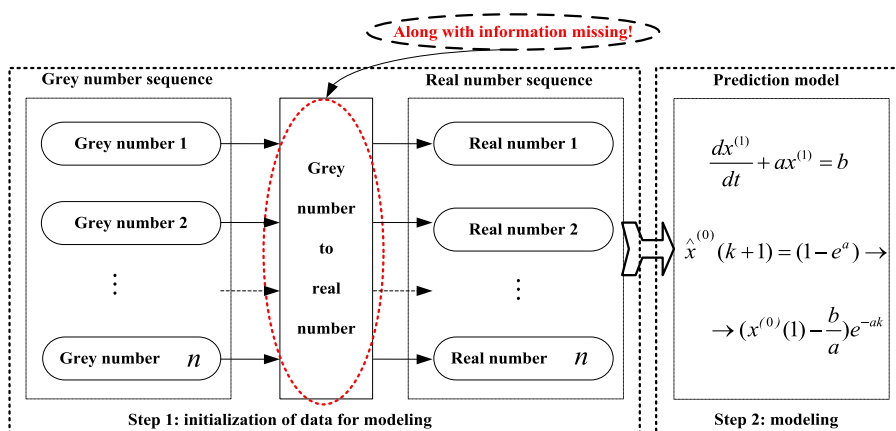 Along with information missing!
Grey number sequence
Real number sequence
Prediction model
Grey number 1
Grey number 2
⋮
Grey number n
Grey
number
to
real
number
Real number 1
Real number 2
⋮
Real number n
dx^(1)/dt + ax^(1) = b
x̂^(0)(k+1) = (1−e^a) →
→ (x^(0)(1) − b/a)e^−ak
Step 1: initialization of data for modeling
Step 2: modeling